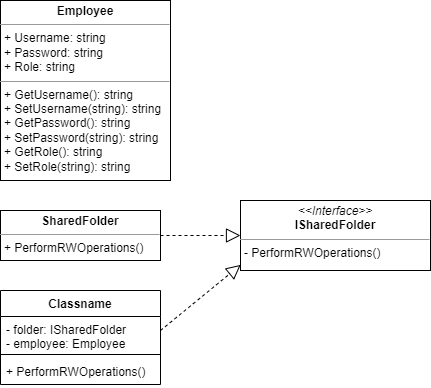 Employee
+ Username: string
+ Password: string
+ Role: string
+ GetUsername(): string
+ SetUsername(string): string
+ GetPassword(): string
+ SetPassword(string): string
+ GetRole(): string
+ SetRole(string): string
SharedFolder
+ PerformRWOperations()
<<Interface>>
ISharedFolder
- PerformRWOperations()
Classname
- folder: ISharedFolder
- employee: Employee
+ PerformRWOperations()